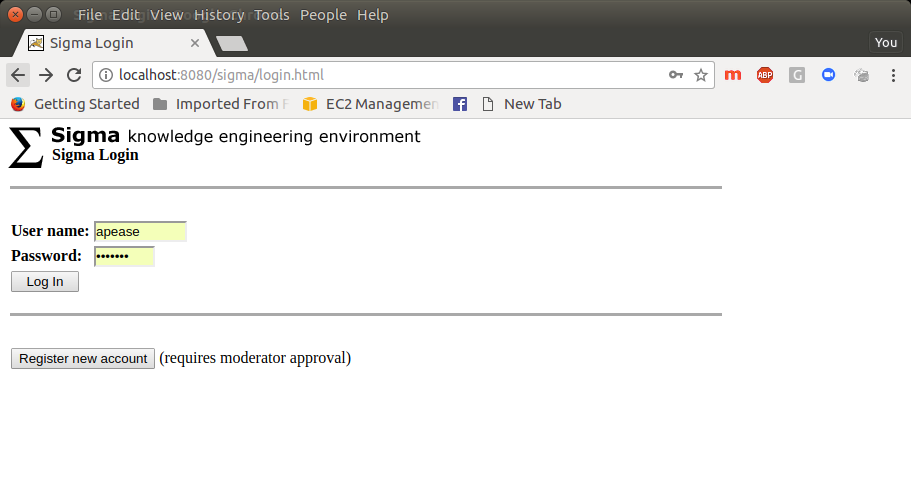 File Edit View History Tools People Help
Sigma Login
You
localhost:8080/sigma/login.html
m ABP G
Getting Started Imported From F EC2 Managemen New Tab
Σ Sigma knowledge engineering environment
Sigma Login
User name: apease
Password: •••••••
Log In
Register new account (requires moderator approval)